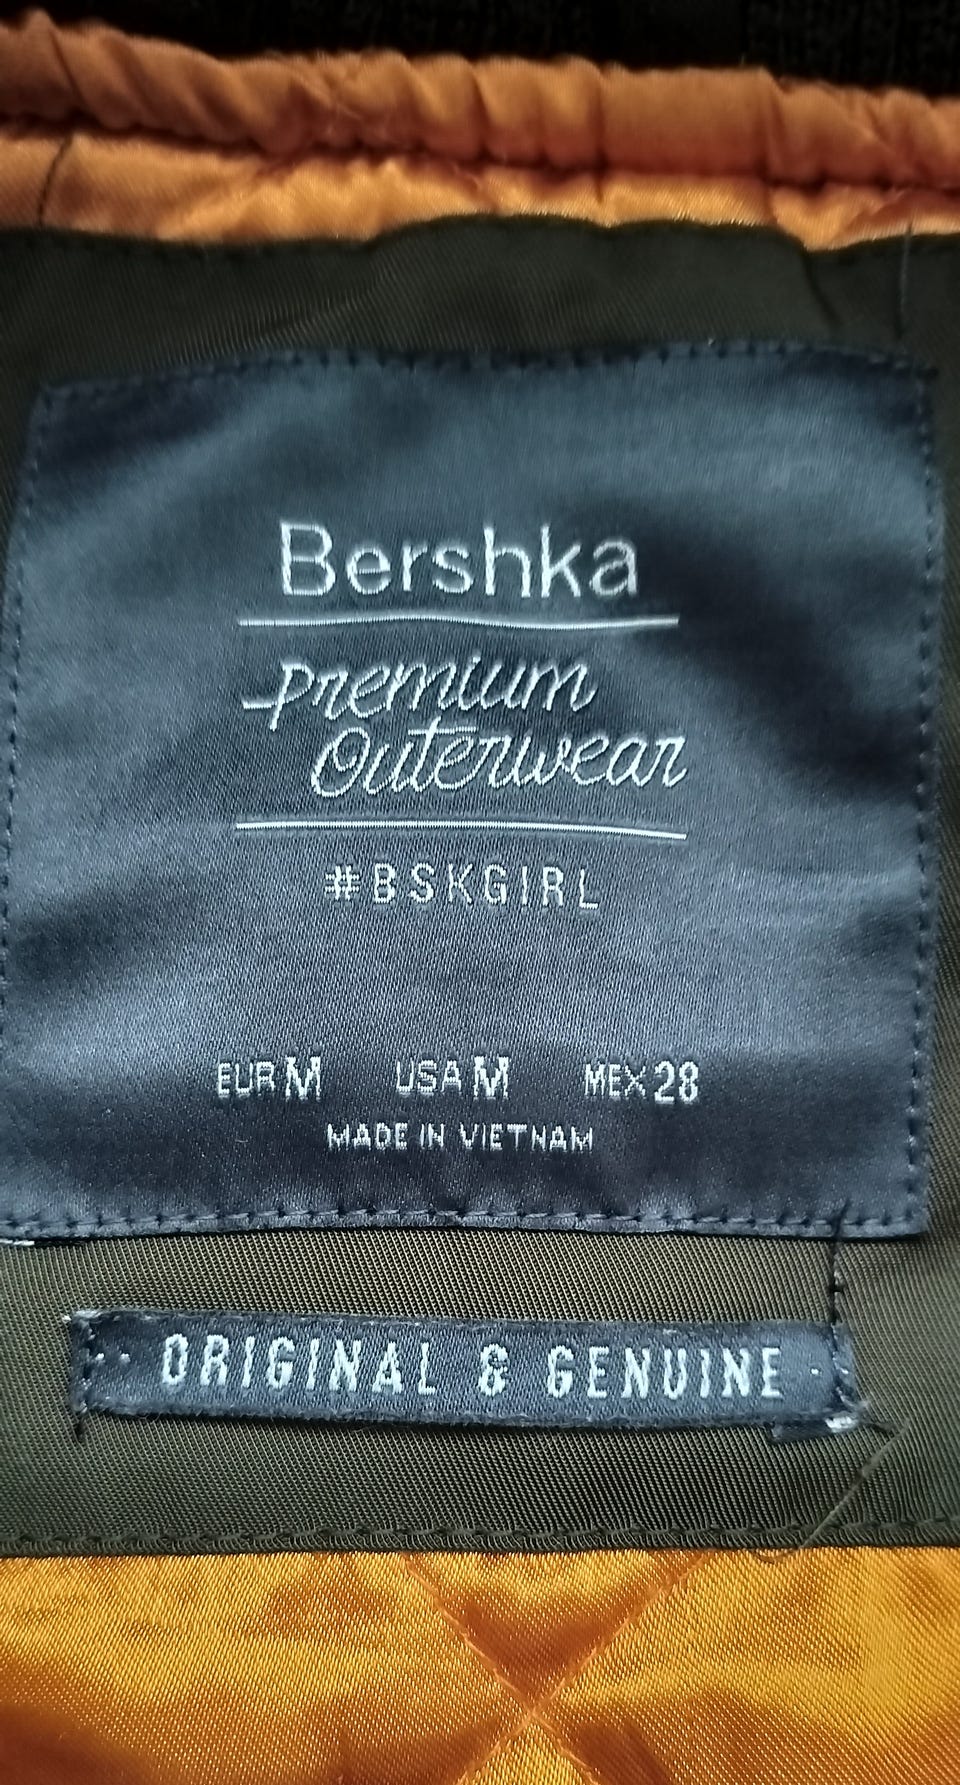 Bershka
Premium
Outerwear
#BSKGIRL
EUR M USA M MEX 28
MADE IN VIETNAM
·· ORIGINAL & GENUINE ·